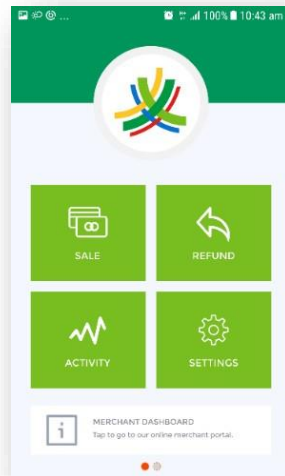 ... 100% 10:43 am
SALE
REFUND
ACTIVITY
SETTINGS
MERCHANT DASHBOARD
Tap to go to our online merchant portal.